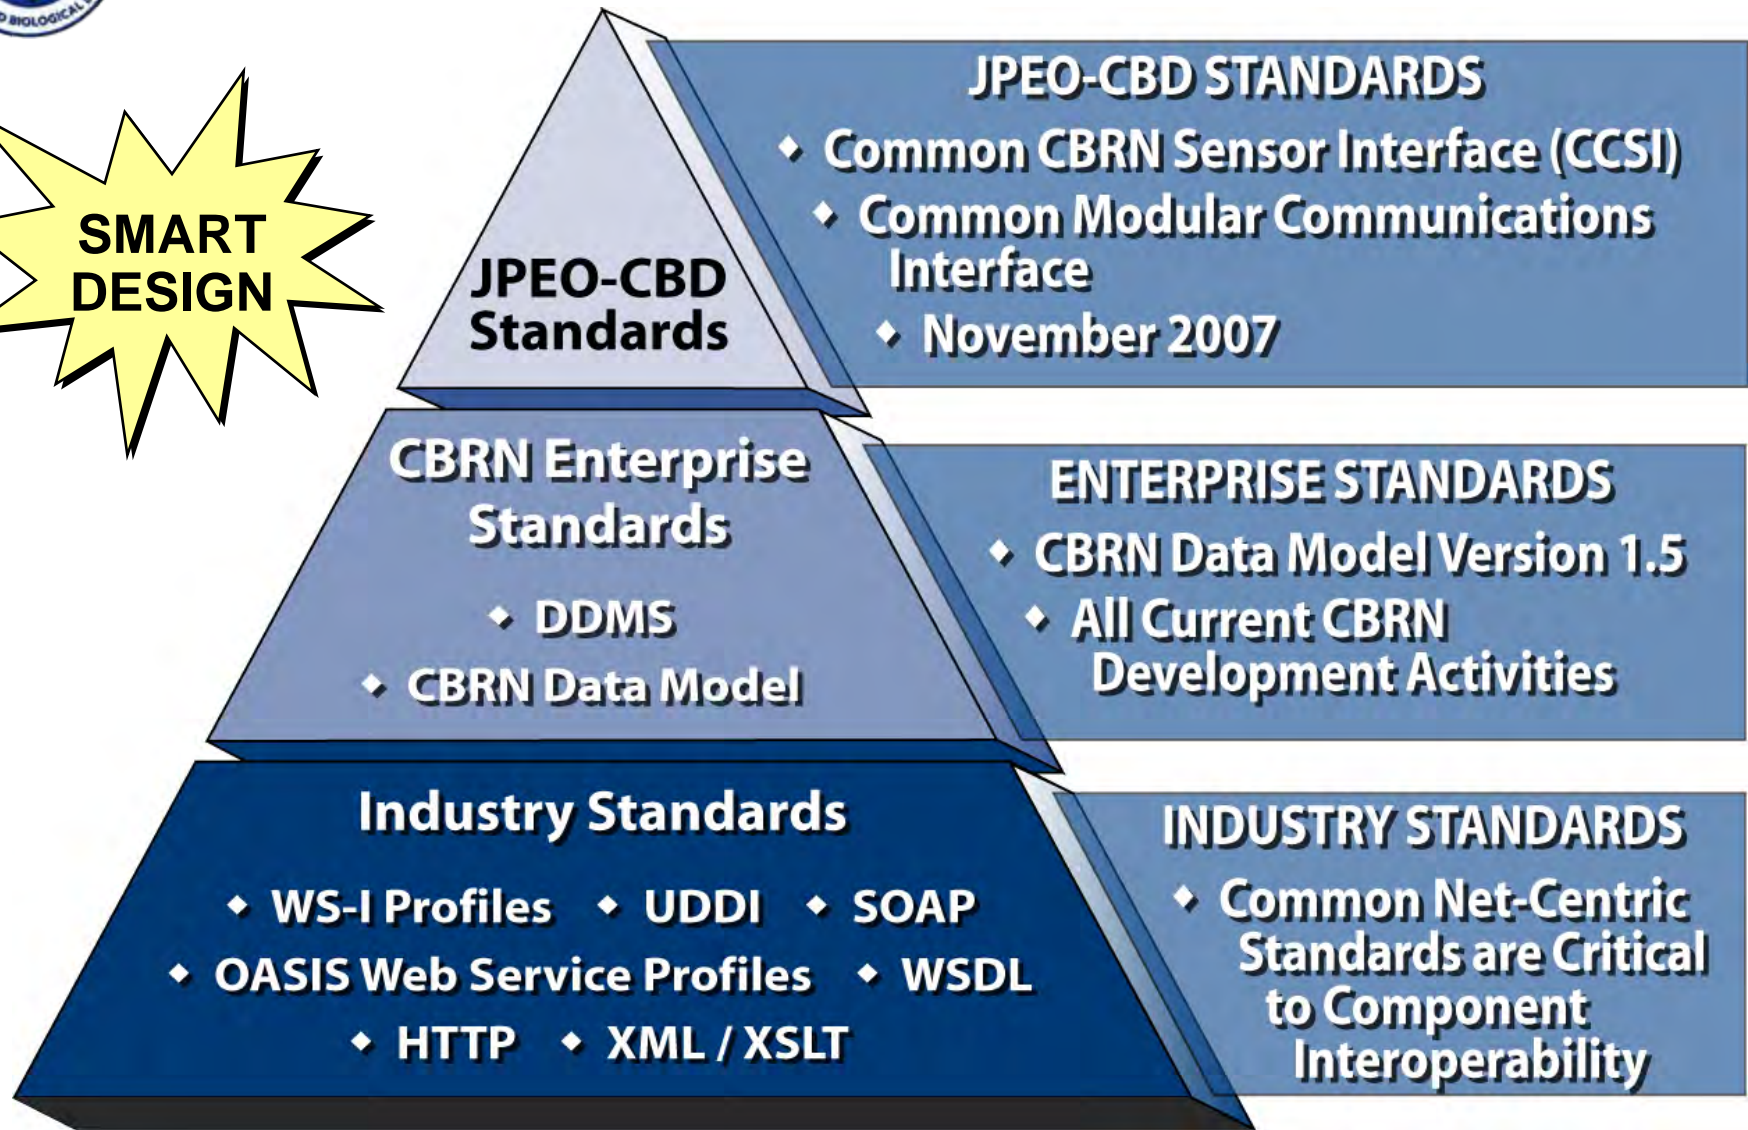 D BIOLOGICAL
SMART
DESIGN
JPEO-CBD
Standards
JPEO-CBD STANDARDS
◆ Common CBRN Sensor Interface (CCSI)
◆ Common Modular Communications
Interface
◆ November 2007
CBRN Enterprise
Standards
◆ DDMS
◆ CBRN Data Model
ENTERPRISE STANDARDS
◆ CBRN Data Model Version 1.5
◆ All Current CBRN
Development Activities
Industry Standards
◆ WS-I Profiles ◆ UDDI ◆ SOAP
◆ OASIS Web Service Profiles ◆ WSDL
◆ HTTP ◆ XML / XSLT
INDUSTRY STANDARDS
◆ Common Net-Centric
Standards are Critical
to Component
Interoperability